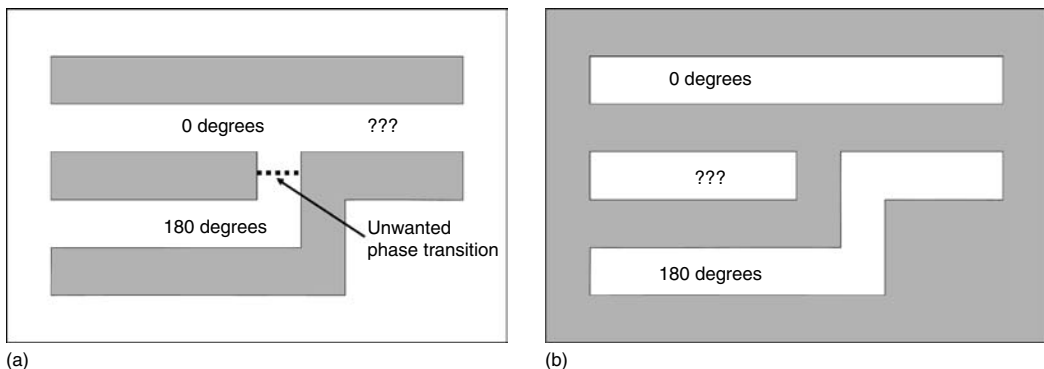 0 degrees
???
180 degrees
Unwanted
phase transition
(a)
0 degrees
???
180 degrees
(b)